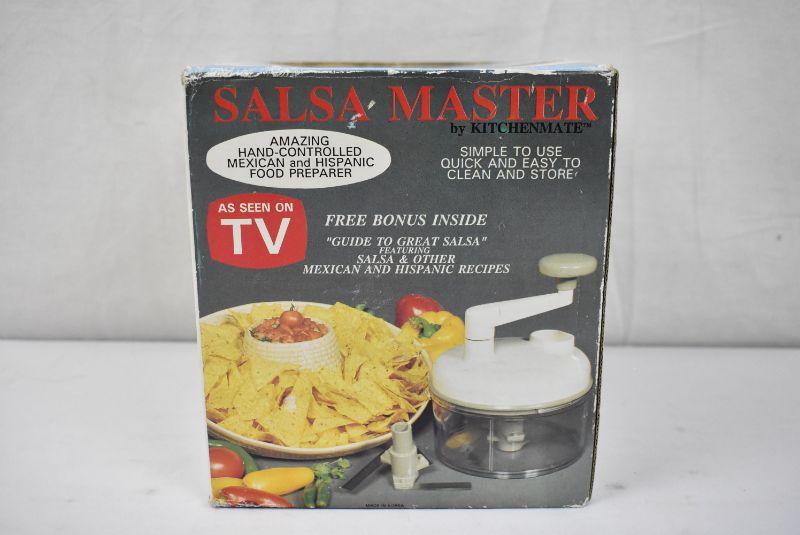 SALSA MASTER
by KITCHENMATE™
AMAZING
HAND-CONTROLLED
MEXICAN and HISPANIC
FOOD PREPARER
SIMPLE TO USE
QUICK AND EASY TO
CLEAN AND STORE
AS SEEN ON
TV
FREE BONUS INSIDE
"GUIDE TO GREAT SALSA"
FEATURING
SALSA & OTHER
MEXICAN AND HISPANIC RECIPES
MADE IN KOREA